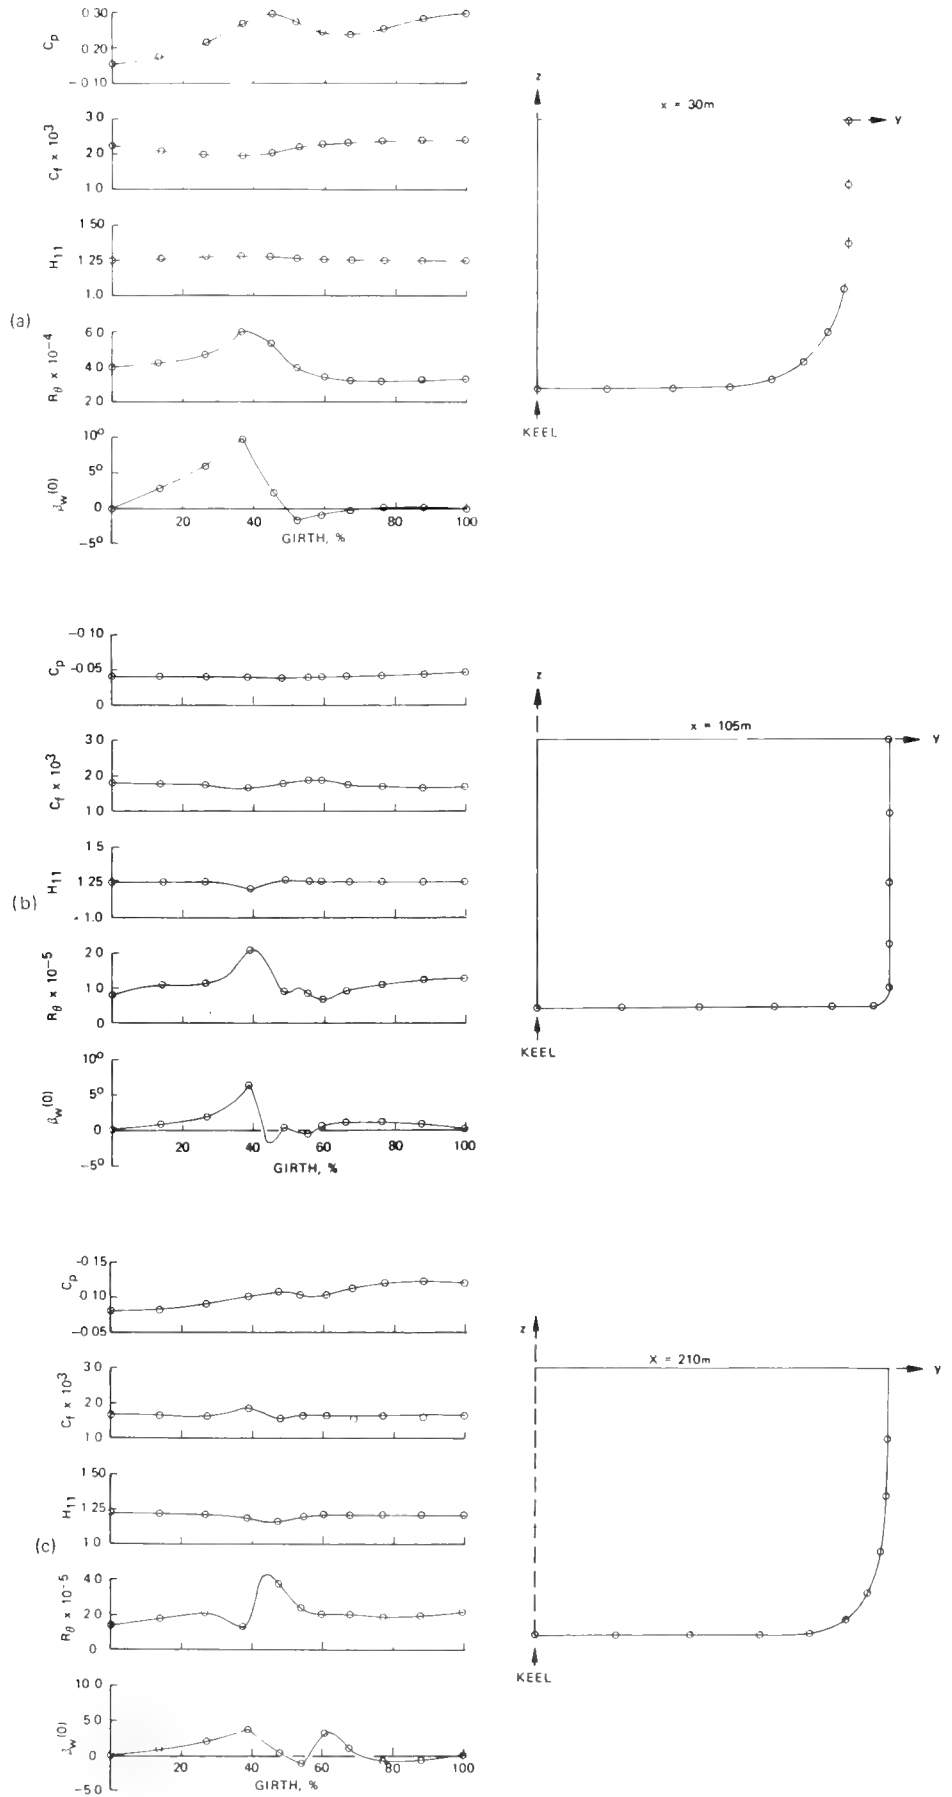 (a)
C_p
0 30
0 20
-0 10
C_f x 10^3
3 0
2 0
1 0
H_11
1 50
1 25
1.0
R_θ x 10^-4
6 0
4 0
2 0
β_w(0)
10°
5°
0
-5°
20 40 60 80 100
GIRTH, %
z
x = 30m
y
KEEL
(b)
C_p
-0 10
-0 05
0
C_f x 10^3
3 0
2 0
1 0
H_11
1 5
1 25
1.0
R_θ x 10^-5
2 0
1 0
0
β_w(0)
10°
5°
0
-5°
20 40 60 80 100
GIRTH, %
z
x = 105m
y
KEEL
(c)
C_p
-0 15
0 10
-0 05
C_f x 10^3
3 0
2 0
1 0
H_11
1 50
1 25
1 0
R_θ x 10^-5
4 0
2 0
0
β_w(0)
10 0
5 0
0
-5 0
20 40 60 80 100
GIRTH, %
z
X = 210m
y
KEEL